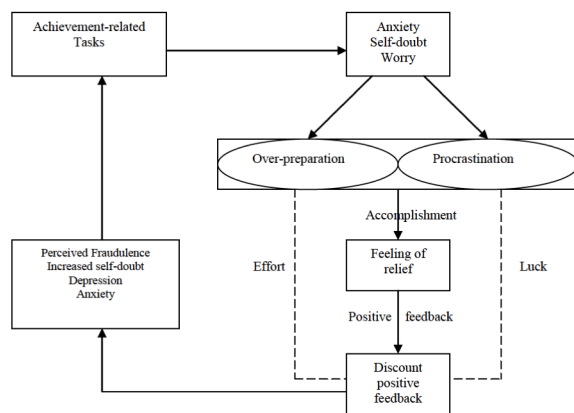 Achievement-related
Tasks
Anxiety
Self-doubt
Worry
Over-preparation
Procrastination
Accomplishment
Perceived Fraudulence
Increased self-doubt
Depression
Anxiety
Effort
Feeling of
relief
Luck
Positive feedback
Discount
positive
feedback